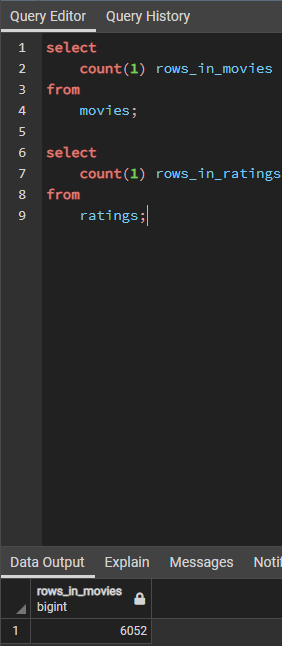 Query Editor Query History
1 select
2 count(1) rows_in_movies
3 from
4 movies;
5
6 select
7 count(1) rows_in_ratings
8 from
9 ratings;
Data Output Explain Messages Notifi
rows_in_movies
bigint
1 6052